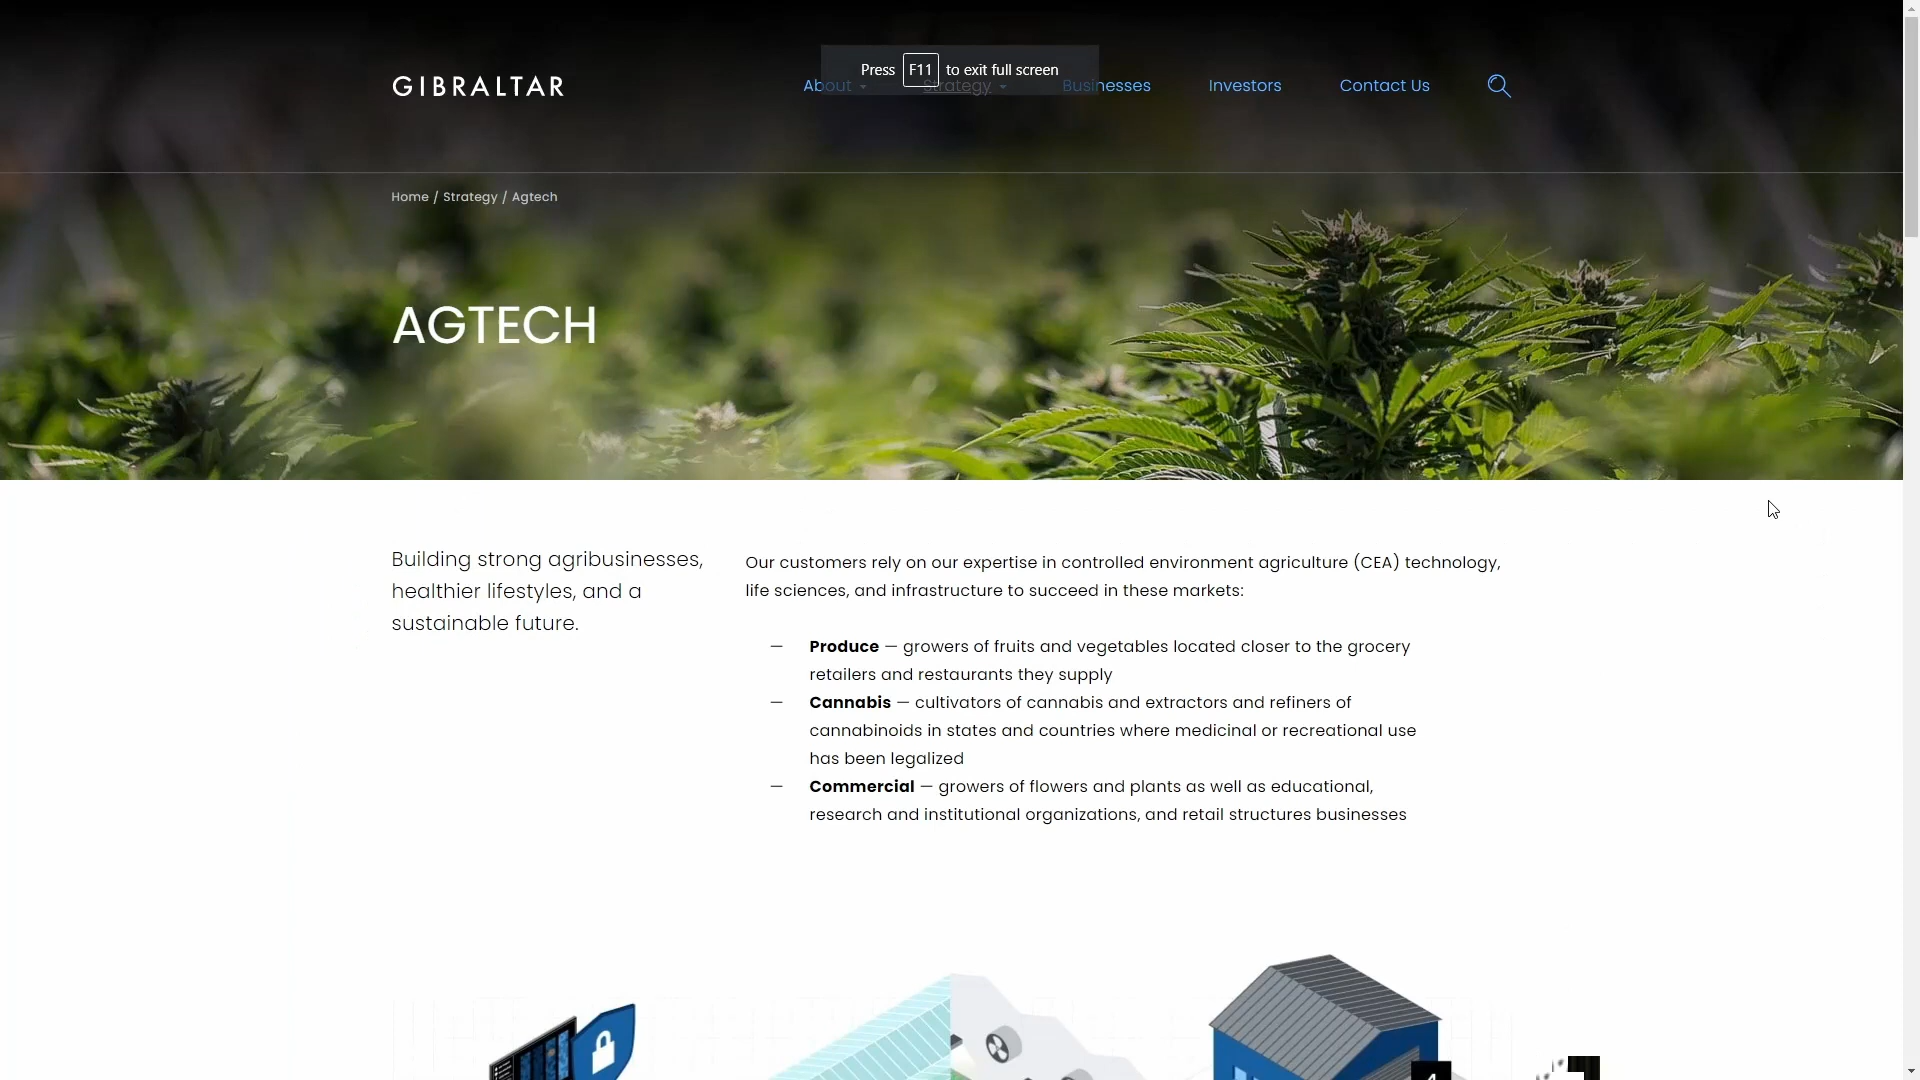 Press F11 to exit full screen
GIBRALTAR
About Strategy Businesses Investors Contact Us
Home / Strategy / Agtech
AGTECH
Building strong agribusinesses,
healthier lifestyles, and a
sustainable future.
Our customers rely on our expertise in controlled environment agriculture (CEA) technology,
life sciences, and infrastructure to succeed in these markets:
— Produce — growers of fruits and vegetables located closer to the grocery
retailers and restaurants they supply
— Cannabis — cultivators of cannabis and extractors and refiners of
cannabinoids in states and countries where medicinal or recreational use
has been legalized
— Commercial — growers of flowers and plants as well as educational,
research and institutional organizations, and retail structures businesses